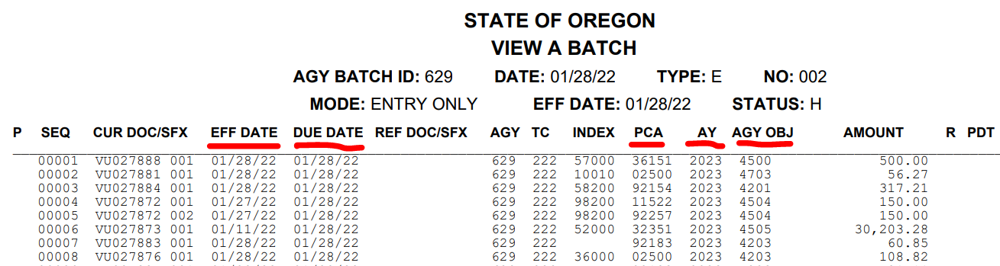 STATE OF OREGON
VIEW A BATCH
AGY BATCH ID: 629 DATE: 01/28/22 TYPE: E NO: 002
MODE: ENTRY ONLY EFF DATE: 01/28/22 STATUS: H
P SEQ CUR DOC/SFX EFF DATE DUE DATE REF DOC/SFX AGY TC INDEX PCA AY AGY OBJ AMOUNT R PDT
00001 VU027888 001 01/28/22 01/28/22 629 222 57000 36151 2023 4500 500.00
00002 VU027881 001 01/28/22 01/28/22 629 222 10010 02500 2023 4703 56.27
00003 VU027884 001 01/28/22 01/28/22 629 222 58200 92154 2023 4201 317.21
00004 VU027872 001 01/27/22 01/28/22 629 222 98200 11522 2023 4504 150.00
00005 VU027872 002 01/27/22 01/28/22 629 222 98200 92257 2023 4504 150.00
00006 VU027873 001 01/11/22 01/28/22 629 222 52000 32351 2023 4505 30,203.28
00007 VU027883 001 01/28/22 01/28/22 629 222 92183 2023 4203 60.85
00008 VU027876 001 01/28/22 01/28/22 629 222 36000 02500 2023 4203 108.82